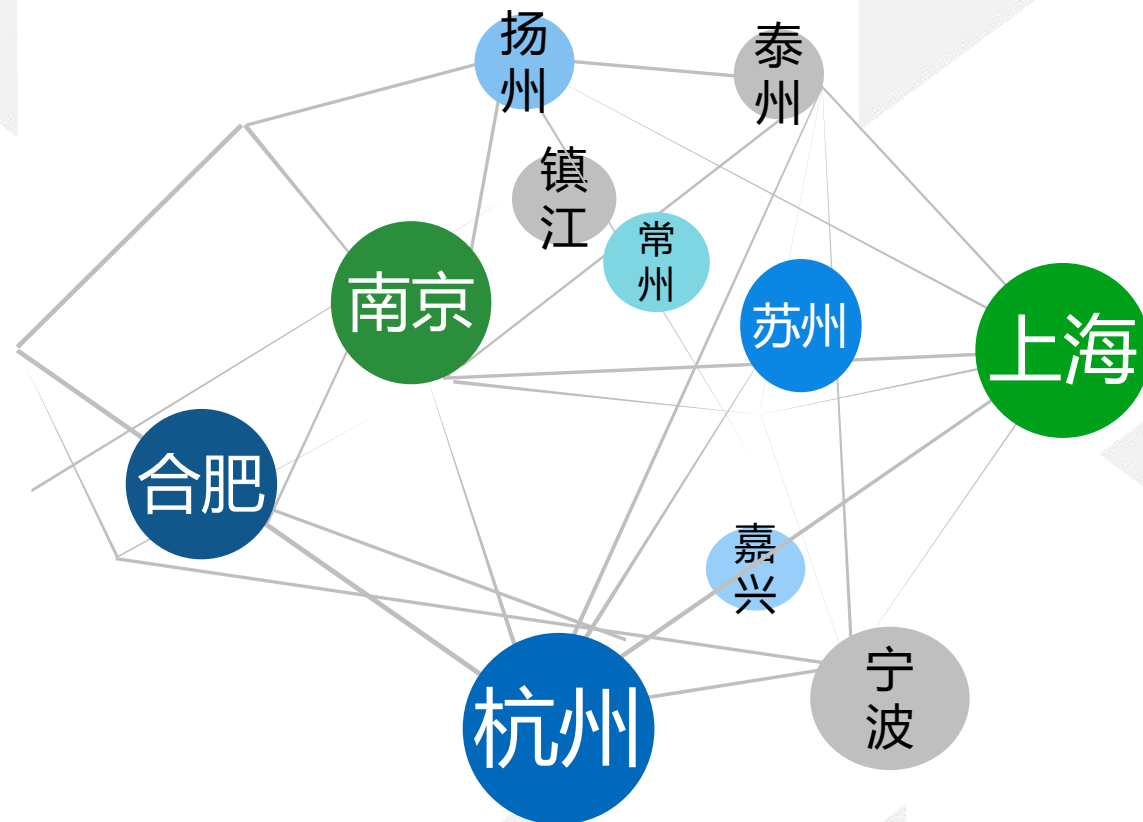 扬
州
泰
州
镇
江
常
州
南京
苏州
上海
合肥
嘉
兴
宁
波
杭州